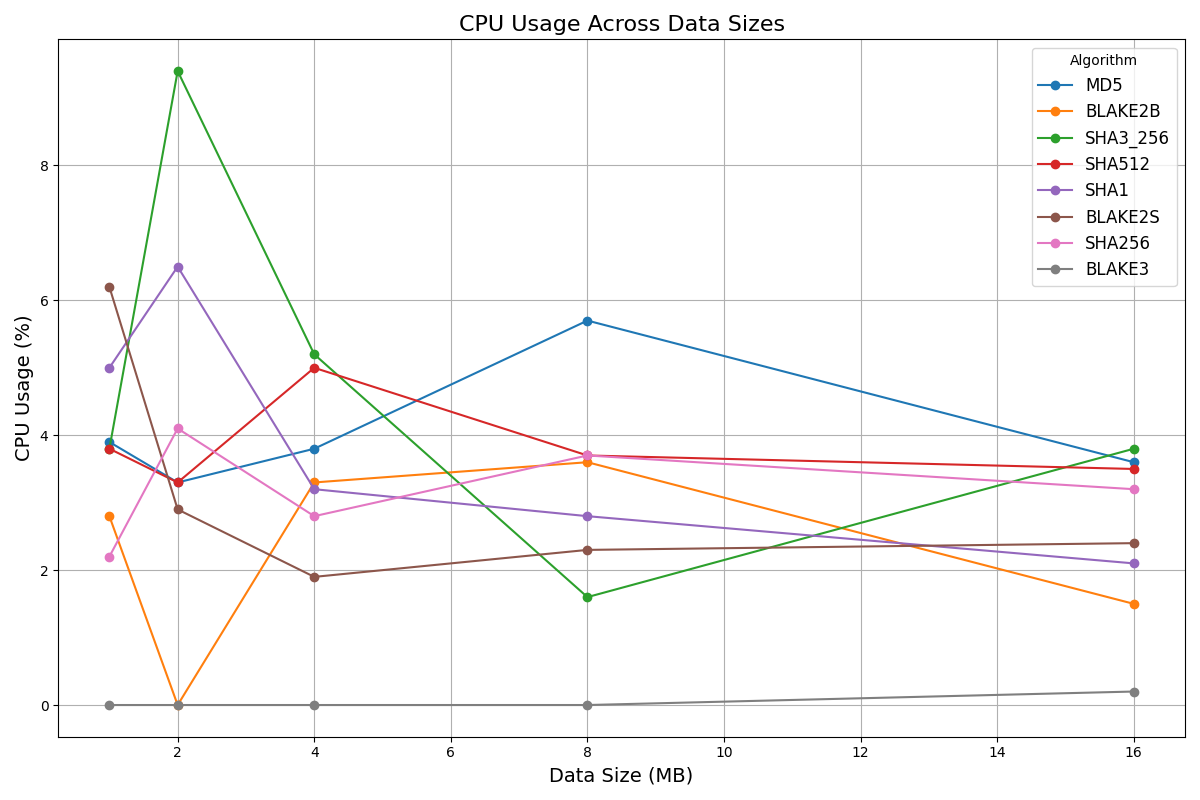 CPU Usage Across Data Sizes
Algorithm
MD5
BLAKE2B
SHA3_256
SHA512
SHA1
BLAKE2S
SHA256
BLAKE3
CPU Usage (%)
8
6
4
2
0
2 4 6 8 10 12 14 16
Data Size (MB)